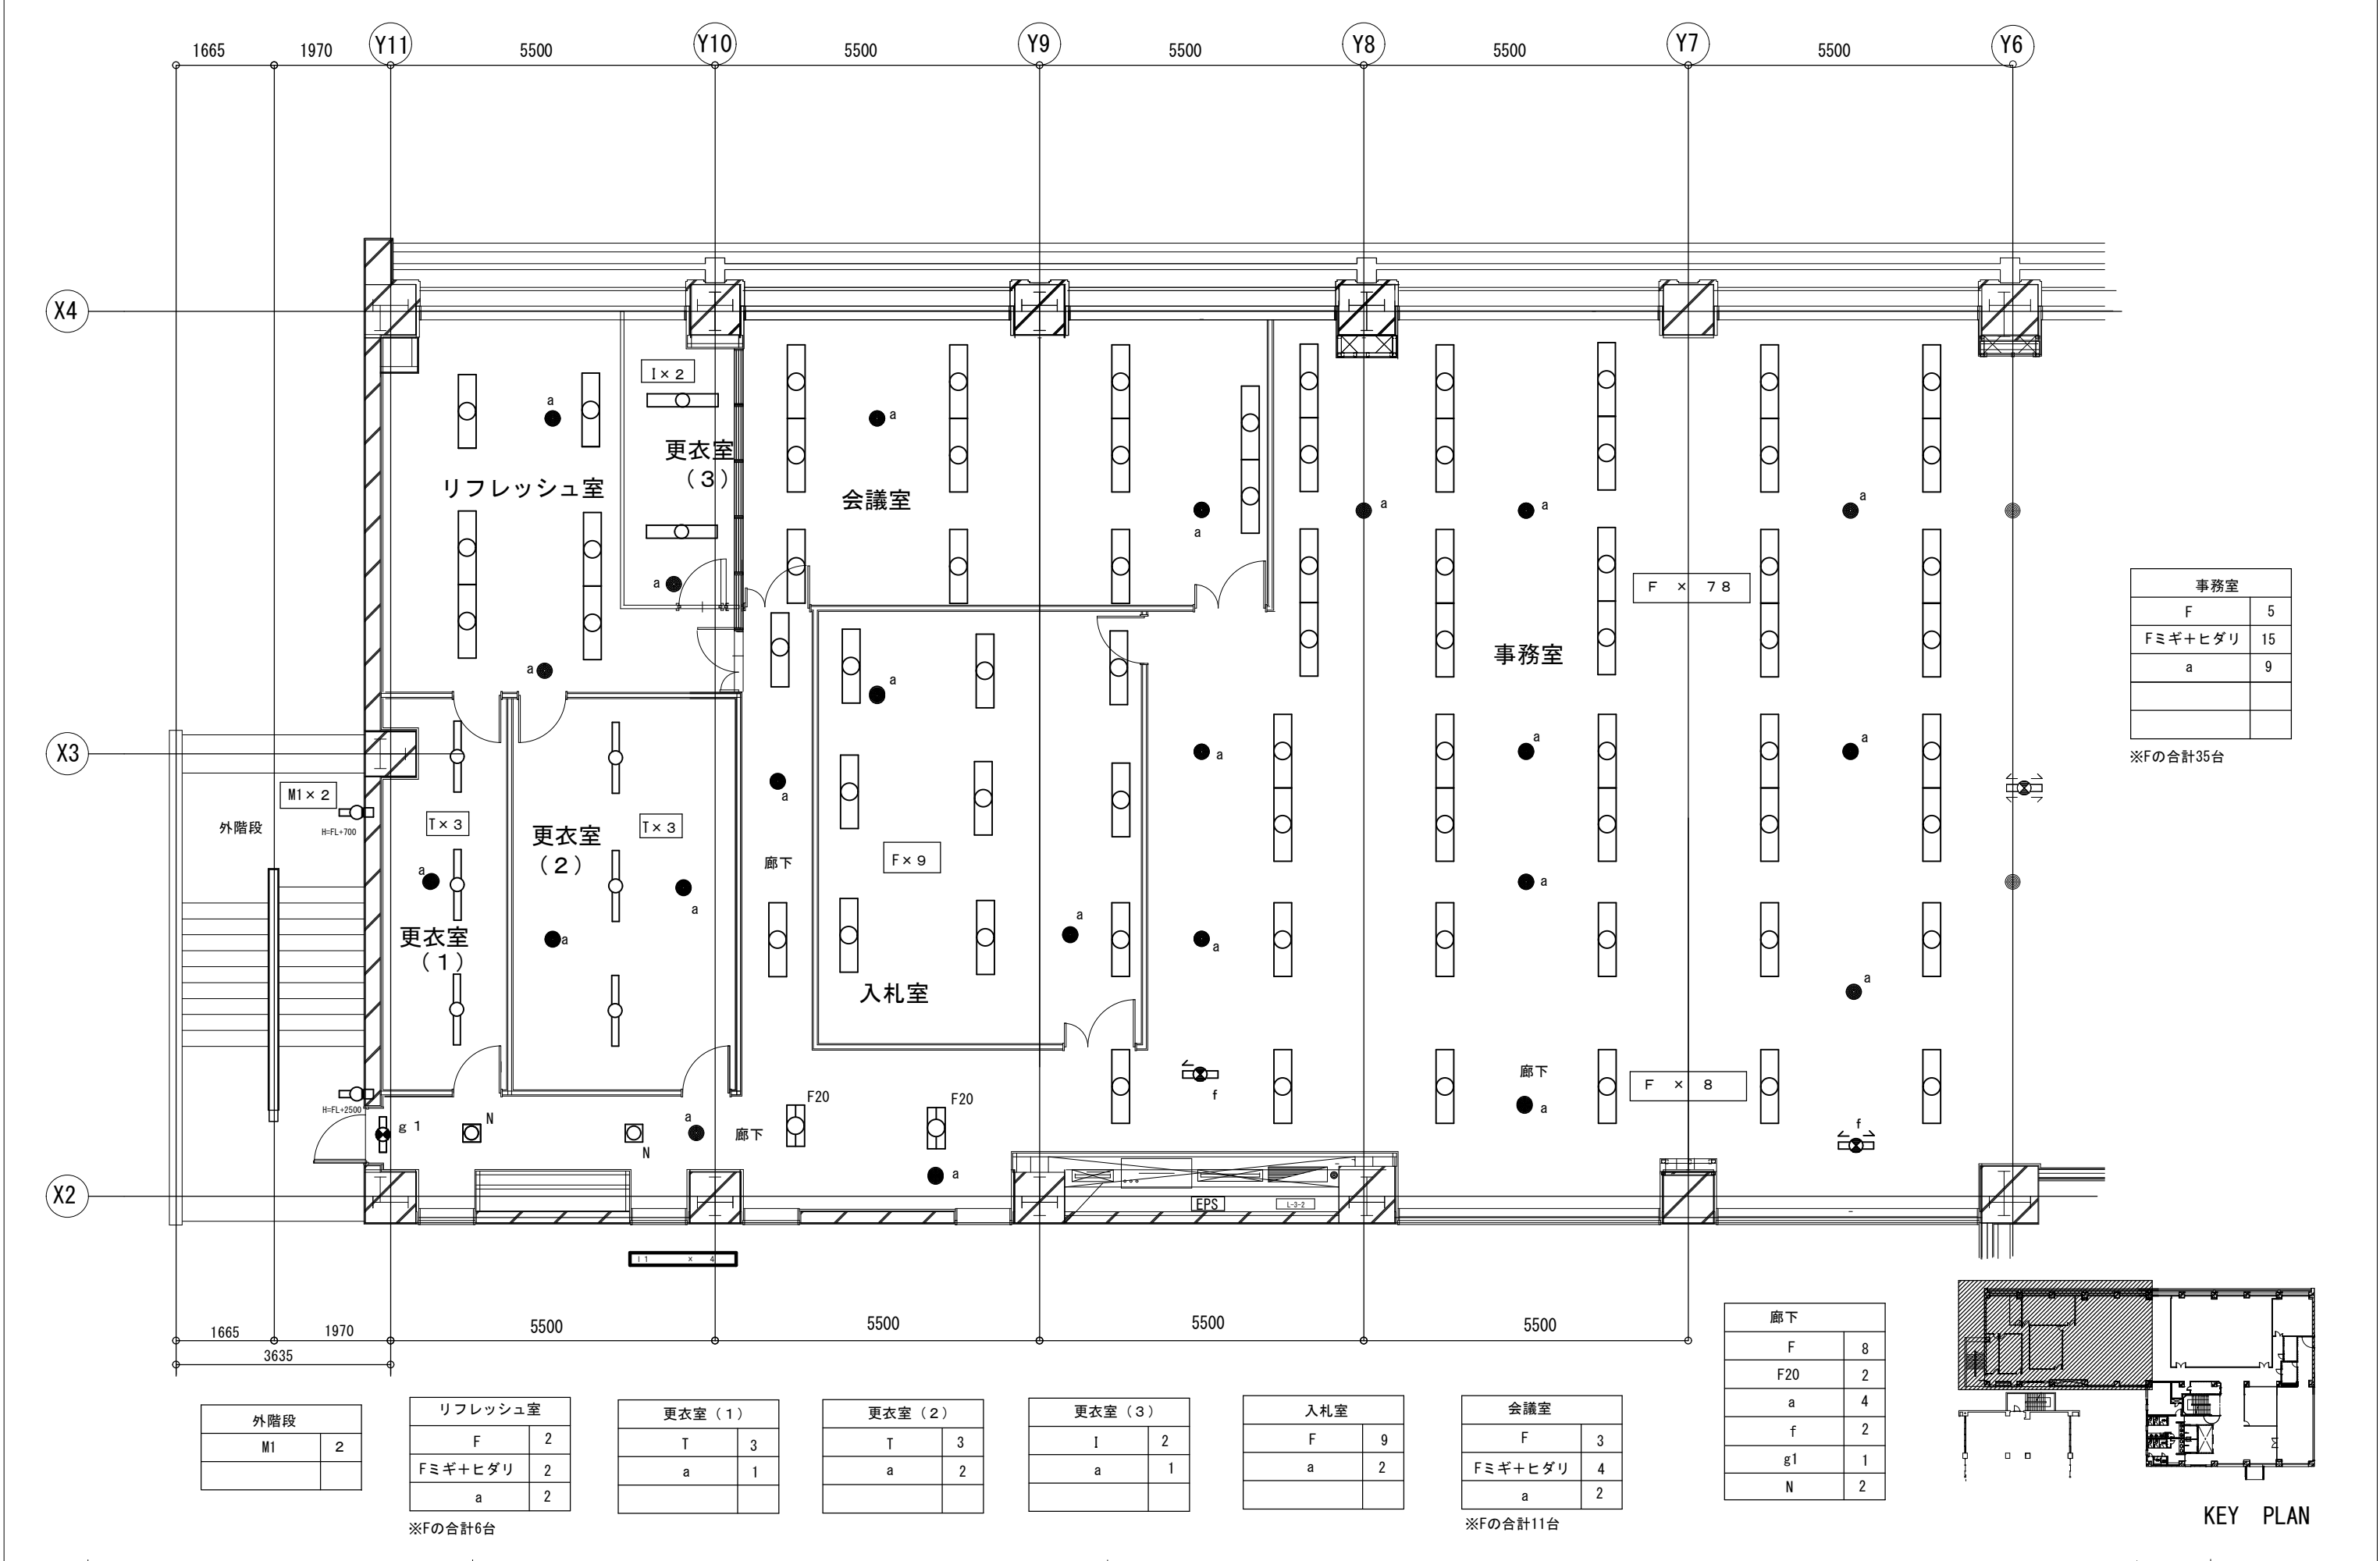 1665 1970 Y11 5500 Y10 5500 Y9 5500 Y8 5500 Y7 5500 Y6
X4
I×２
a
a
a
更衣室
（３）
リフレッシュ室
会議室
a
a
a
a
a
F × ７８
事務室
a
a
a
X3
M1×２
H=FL+700
外階段
T×３
T×３
更衣室
（２）
a
a
a
更衣室
（１）
a
廊下
F×９
a
入札室
a
a
a
a
a
a
f
廊下
F × ８
a
f
H=FL+2500
ｇ１
N
N
a
廊下
F20
F20
a
X2
EPS
L-3-2
I1 × 4
事務室
F 5
Fミギ＋ヒダリ 15
a 9
※Fの合計35台
1665 1970 5500 5500 5500 5500
3635
外階段
M1 2
リフレッシュ室
F 2
Fミギ＋ヒダリ 2
a 2
※Fの合計6台
更衣室（１）
T 3
a 1
更衣室（２）
T 3
a 2
更衣室（３）
I 2
a 1
入札室
F 9
a 2
会議室
F 3
Fミギ＋ヒダリ 4
a 2
※Fの合計11台
廊下
F 8
F20 2
a 4
f 2
g1 1
N 2
KEY PLAN